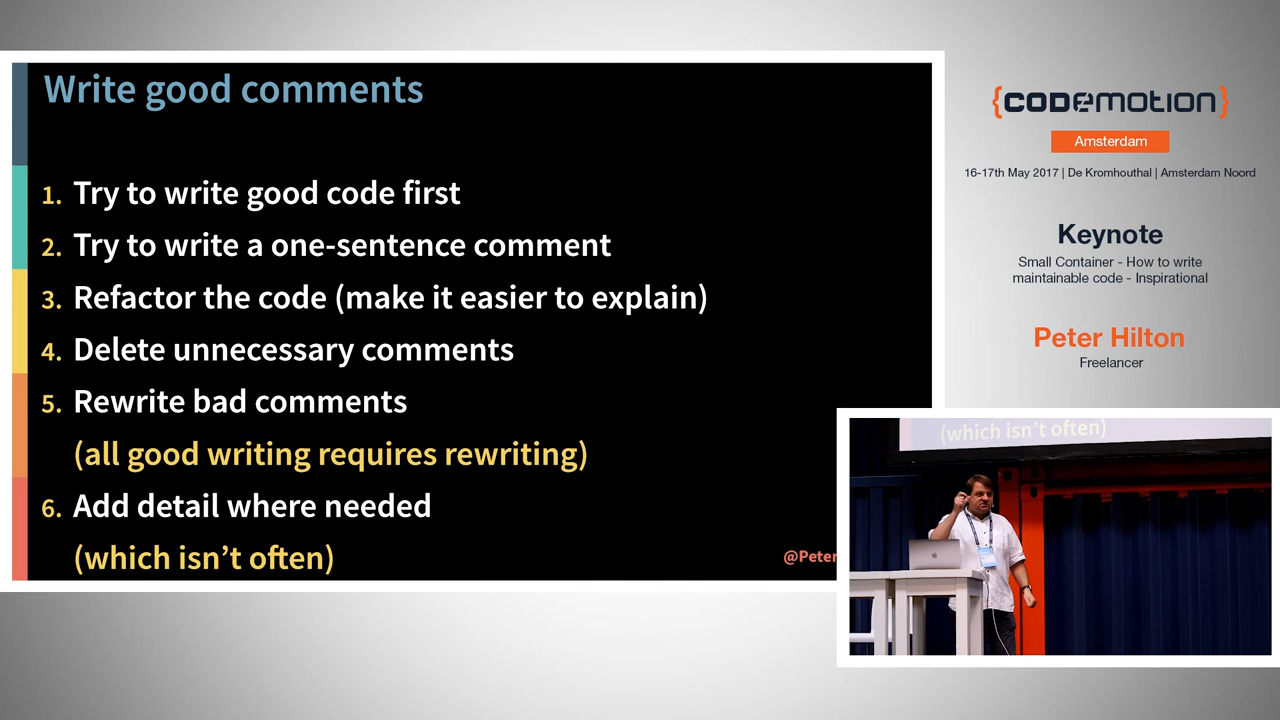 Write good comments
1. Try to write good code first
2. Try to write a one-sentence comment
3. Refactor the code (make it easier to explain)
4. Delete unnecessary comments
5. Rewrite bad comments
(all good writing requires rewriting)
6. Add detail where needed
(which isn't often)
@Peter
{CODEMOTION}
Amsterdam
16-17th May 2017 | De Kromhouthal | Amsterdam Noord
Keynote
Small Container - How to write
maintainable code - Inspirational
Peter Hilton
Freelancer
(which isn't often)